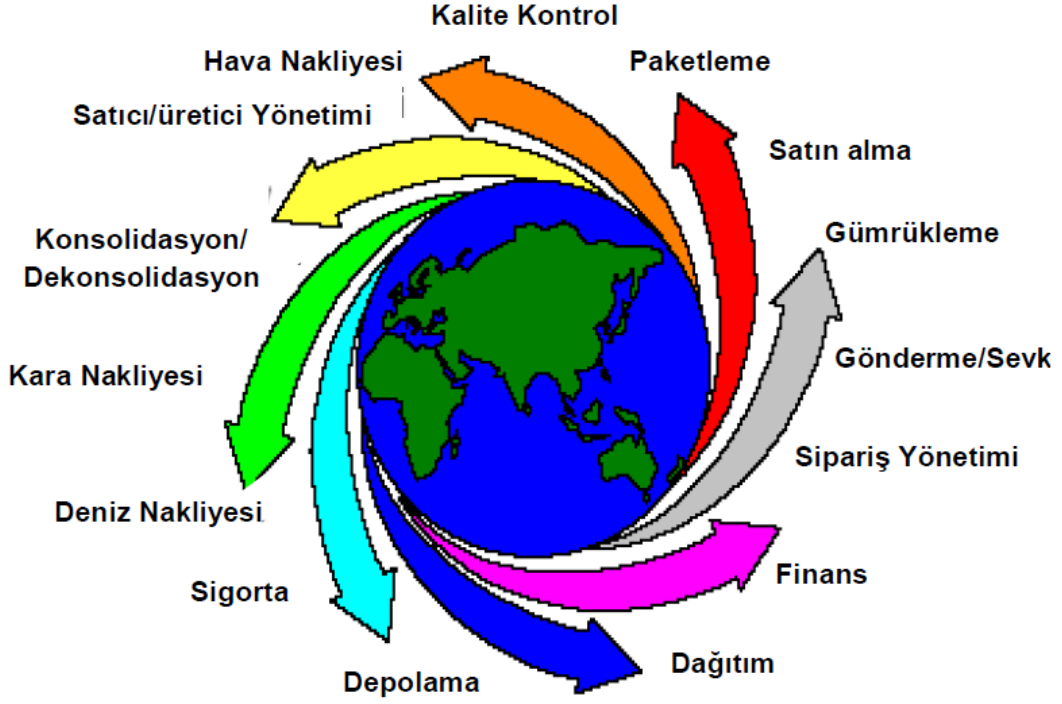 Kalite Kontrol
Hava Nakliyesi
Paketleme
Satıcı/üretici Yönetimi
Satın alma
Gümrükleme
Konsolidasyon/
Dekonsolidasyon
Gönderme/Sevk
Kara Nakliyesi
Sipariş Yönetimi
Deniz Nakliyesi
Finans
Sigorta
Dağıtım
Depolama